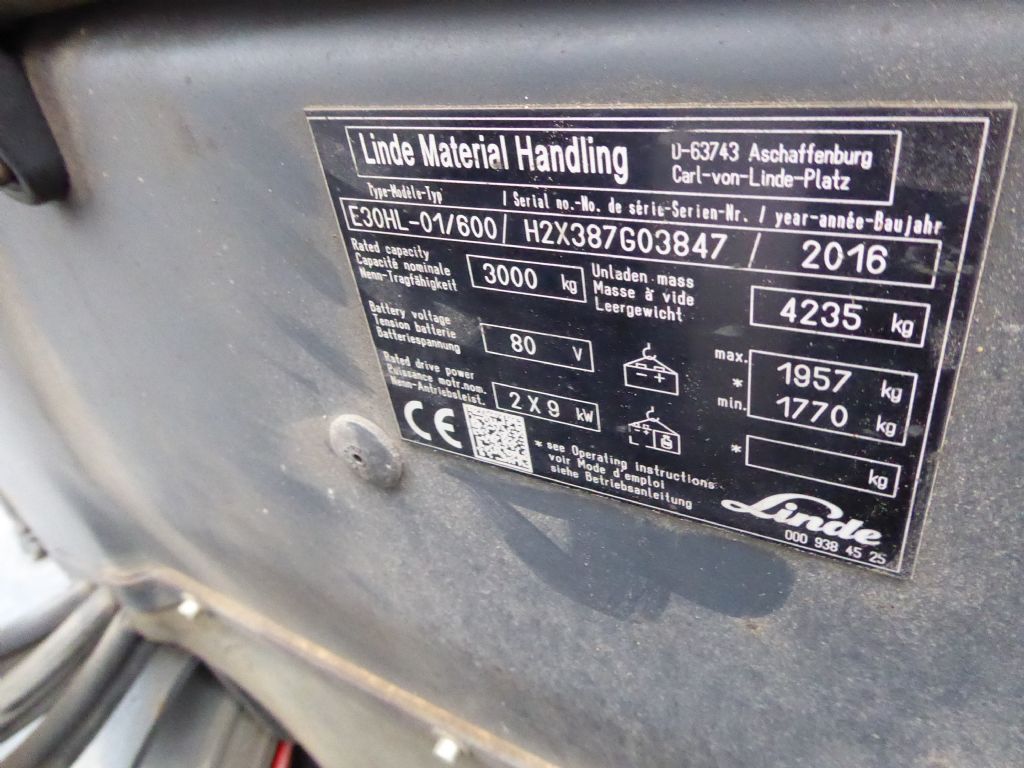 Linde Material Handling
D-63743 Aschaffenburg
Carl-von-Linde-Platz
Type-Modèle-Typ / Serial no.-No. de série-Serien-Nr. / year-année-Baujahr
E30HL-01/600 / H2X387G03847 / 2016
Rated capacity
Capacité nominale
Nenn-Tragfähigkeit
3000 kg
Unladen mass
Masse à vide
Leergewicht
4235 kg
Battery voltage
Tension batterie
Batteriespannung
80 V
- +
max. 1957 kg
*
min. 1770 kg
Rated drive power
Puissance motr.nom.
Nenn-Antriebsleist.
2 X 9 kW
L
* kg
CE
* see Operating instructions
voir Mode d'emploi
siehe Betriebsanleitung
Linde
000 938 45 25